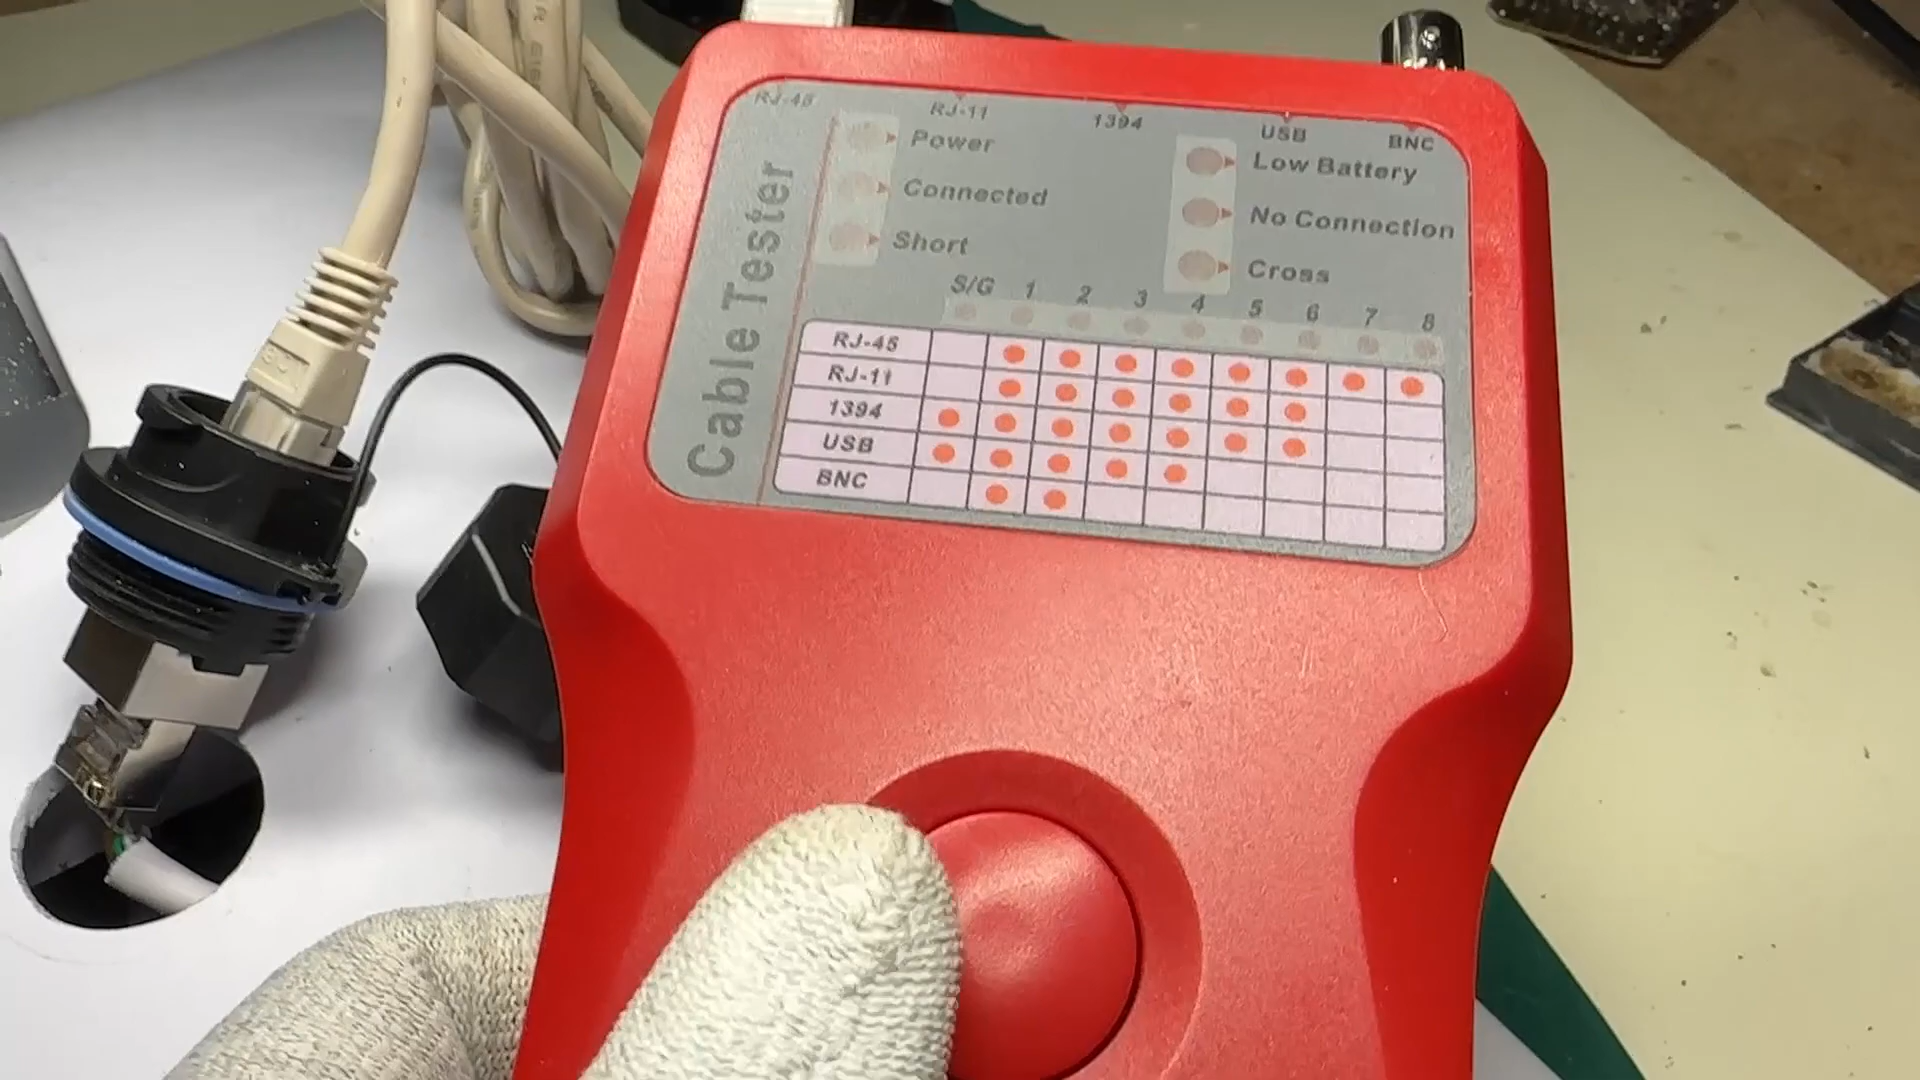 RJ-45
RJ-11
1394
USB
BNC
Power
Connected
Short
Low Battery
No Connection
Cross
Cable Tester
S/G 1 2 3 4 5 6 7 8
RJ-45
RJ-11
1394
USB
BNC